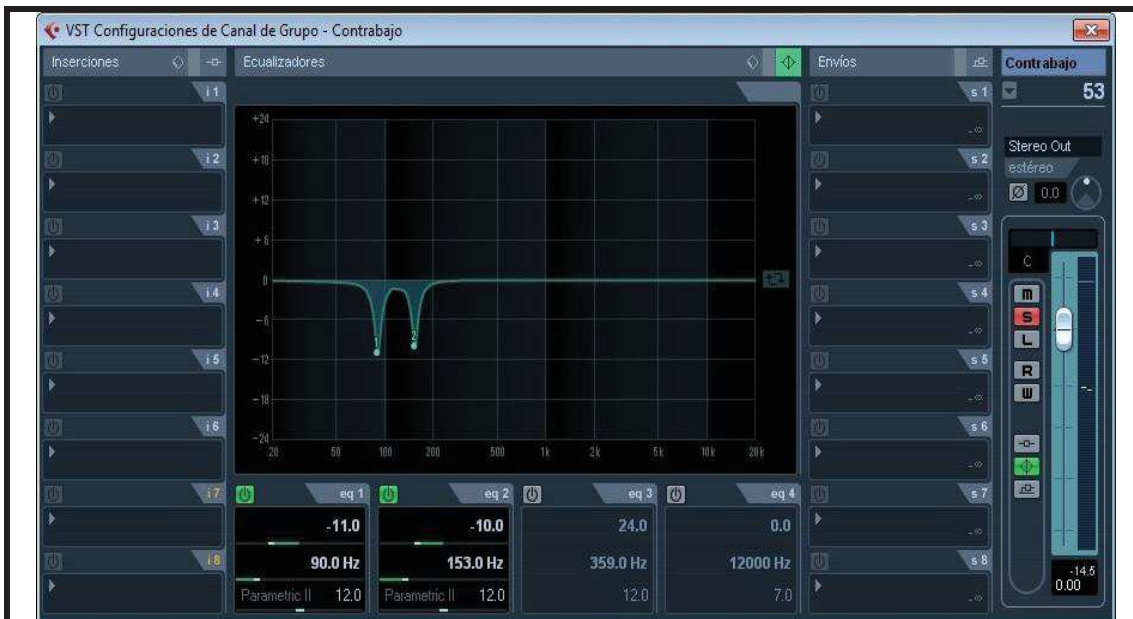 VST Configuraciones de Canal de Grupo - Contrabajo
Inserciones
Ecualizadores
Envíos
Contrabajo
i 1
s 1
53
-∞
i 2
s 2
-∞
Stereo Out
estéreo
0.0
i 3
s 3
-∞
C
i 4
s 4
-∞
M
S
L
i 5
s 5
-∞
R
W
i 6
s 6
-∞
+24
+18
+12
+6
0
-6
-12
-18
-24
1
2
20 50 100 200 500 1k 2k 5k 10k 20k
i 7
eq 1 eq 2 eq 3 eq 4
s 7
-∞
-11.0 -10.0 24.0 0.0
90.0 Hz 153.0 Hz 359.0 Hz 12000 Hz
i 8
s 8
-∞
Parametric II 12.0 Parametric II 12.0 12.0 7.0
-14.5
0.00